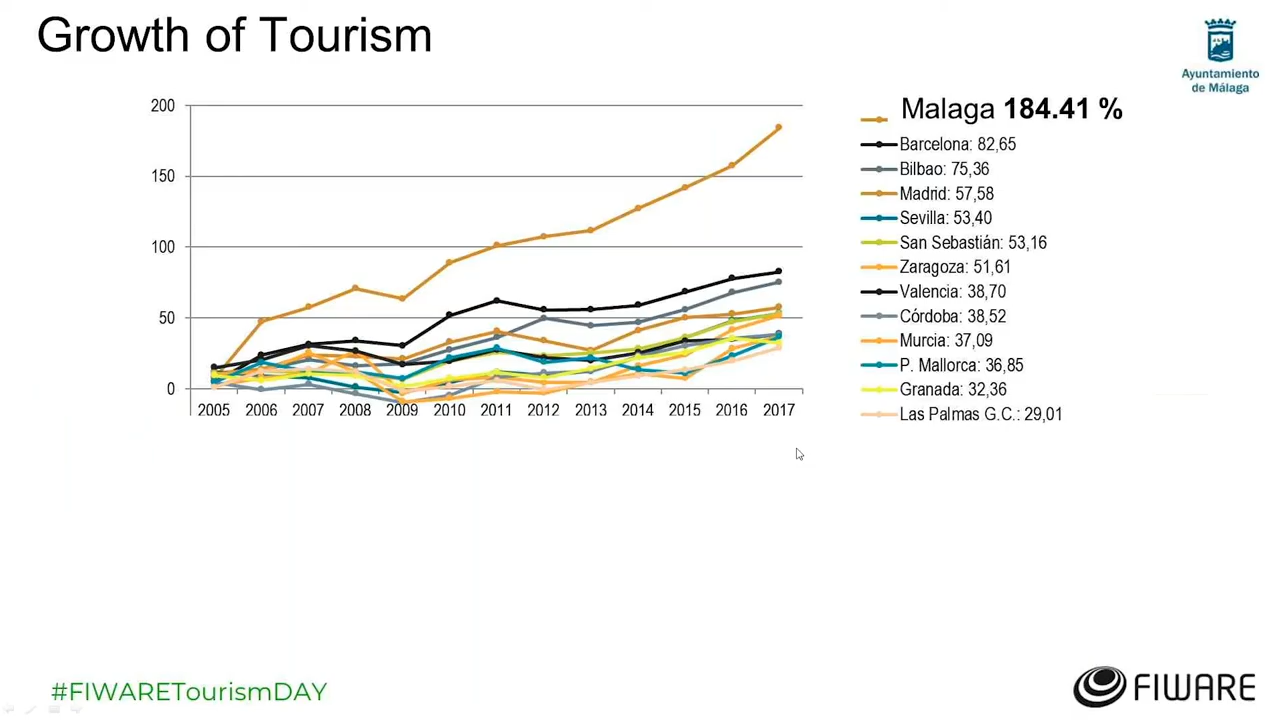 Growth of Tourism
Ayuntamiento
de Málaga
200
150
100
50
0
2005 2006 2007 2008 2009 2010 2011 2012 2013 2014 2015 2016 2017
Malaga 184.41 %
Barcelona: 82,65
Bilbao: 75,36
Madrid: 57,58
Sevilla: 53,40
San Sebastián: 53,16
Zaragoza: 51,61
Valencia: 38,70
Córdoba: 38,52
Murcia: 37,09
P. Mallorca: 36,85
Granada: 32,36
Las Palmas G.C.: 29,01
#FIWARETourismDAY
FIWARE